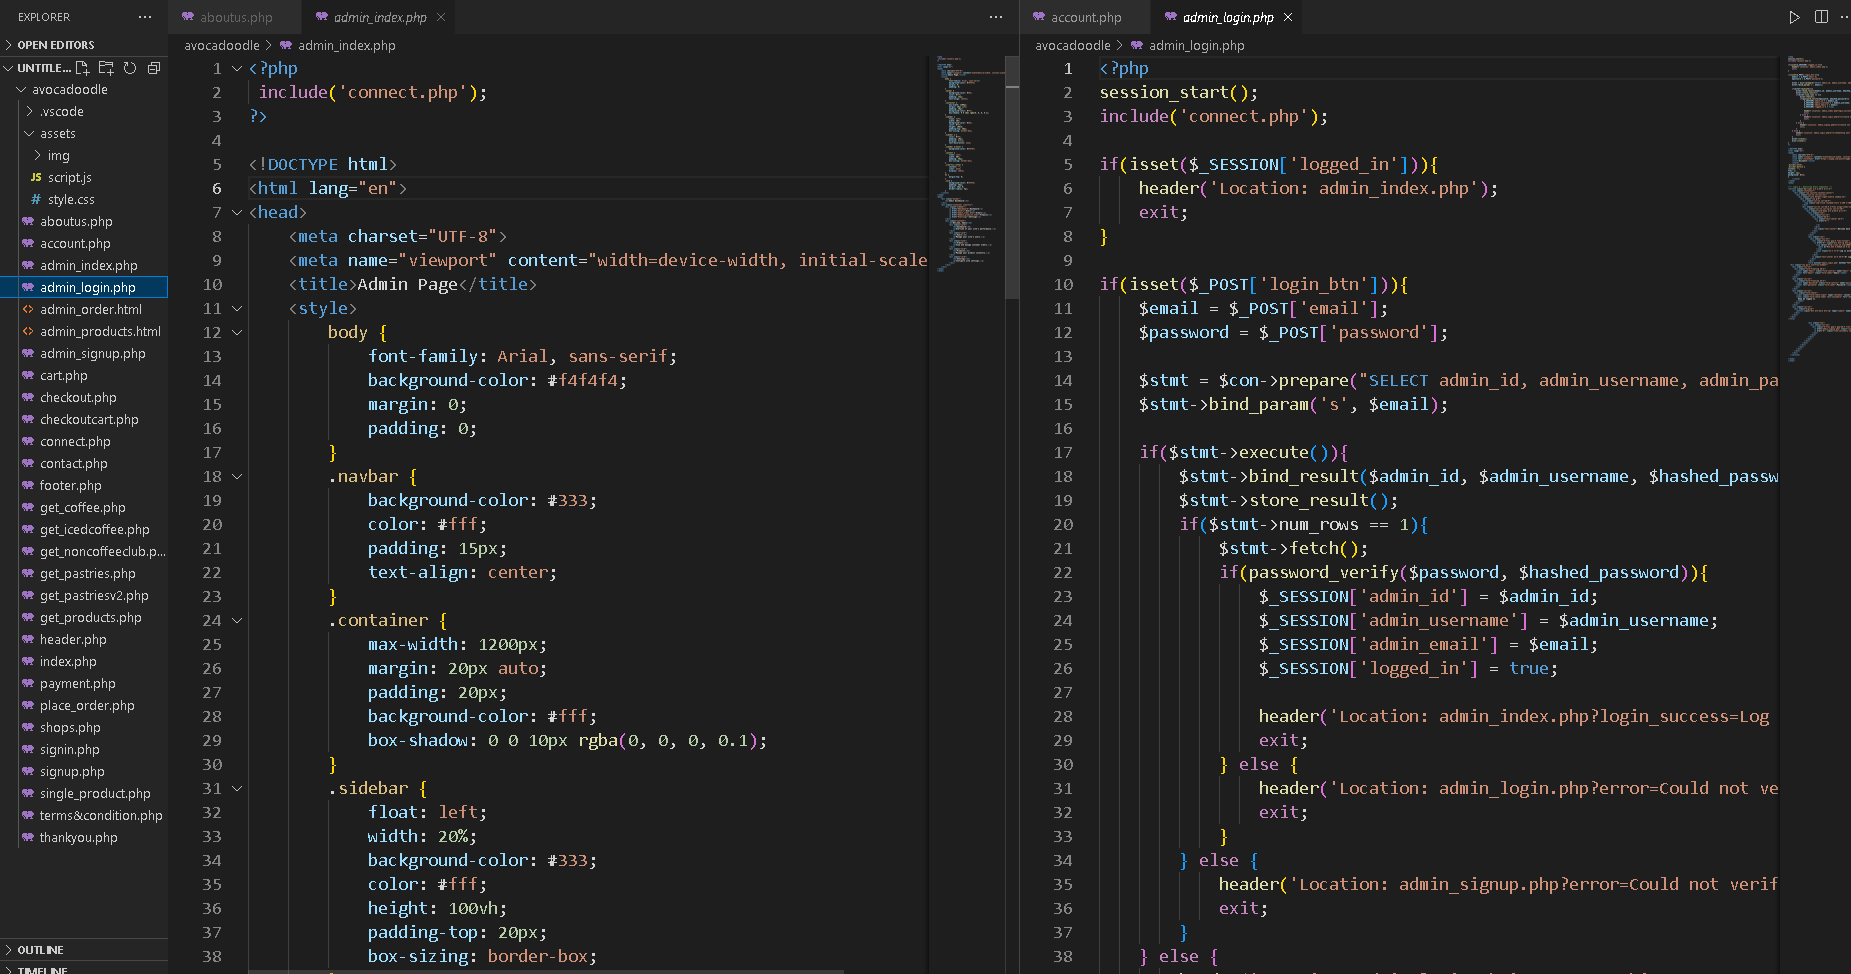 EXPLORER
OPEN EDITORS
UNTITLE...
avocadoodle
.vscode
assets
img
JS script.js
# style.css
aboutus.php
account.php
admin_index.php
admin_login.php
<> admin_order.html
<> admin_products.html
admin_signup.php
cart.php
checkout.php
checkoutcart.php
connect.php
contact.php
footer.php
get_coffee.php
get_icedcoffee.php
get_noncoffeeclub.p...
get_pastries.php
get_pastriesv2.php
get_products.php
header.php
index.php
payment.php
place_order.php
shops.php
signin.php
signup.php
single_product.php
terms&condition.php
thankyou.php
OUTLINE
TIMELINE
aboutus.php
admin_index.php
avocadoodle > admin_index.php
1 <?php
2 include('connect.php');
3 ?>
4
5 <!DOCTYPE html>
6 <html lang="en">
7 <head>
8 <meta charset="UTF-8">
9 <meta name="viewport" content="width=device-width, initial-scale
10 <title>Admin Page</title>
11 <style>
12 body {
13 font-family: Arial, sans-serif;
14 background-color: #f4f4f4;
15 margin: 0;
16 padding: 0;
17 }
18 .navbar {
19 background-color: #333;
20 color: #fff;
21 padding: 15px;
22 text-align: center;
23 }
24 .container {
25 max-width: 1200px;
26 margin: 20px auto;
27 padding: 20px;
28 background-color: #fff;
29 box-shadow: 0 0 10px rgba(0, 0, 0, 0.1);
30 }
31 .sidebar {
32 float: left;
33 width: 20%;
34 background-color: #333;
35 color: #fff;
36 height: 100vh;
37 padding-top: 20px;
38 box-sizing: border-box;
account.php
admin_login.php
avocadoodle > admin_login.php
1 <?php
2 session_start();
3 include('connect.php');
4
5 if(isset($_SESSION['logged_in'])){
6 header('Location: admin_index.php');
7 exit;
8 }
9
10 if(isset($_POST['login_btn'])){
11 $email = $_POST['email'];
12 $password = $_POST['password'];
13
14 $stmt = $con->prepare("SELECT admin_id, admin_username, admin_pa
15 $stmt->bind_param('s', $email);
16
17 if($stmt->execute()){
18 $stmt->bind_result($admin_id, $admin_username, $hashed_passw
19 $stmt->store_result();
20 if($stmt->num_rows == 1){
21 $stmt->fetch();
22 if(password_verify($password, $hashed_password)){
23 $_SESSION['admin_id'] = $admin_id;
24 $_SESSION['admin_username'] = $admin_username;
25 $_SESSION['admin_email'] = $email;
26 $_SESSION['logged_in'] = true;
27
28 header('Location: admin_index.php?login_success=Log
29 exit;
30 } else {
31 header('Location: admin_login.php?error=Could not ve
32 exit;
33 }
34 } else {
35 header('Location: admin_signup.php?error=Could not verif
36 exit;
37 }
38 } else {